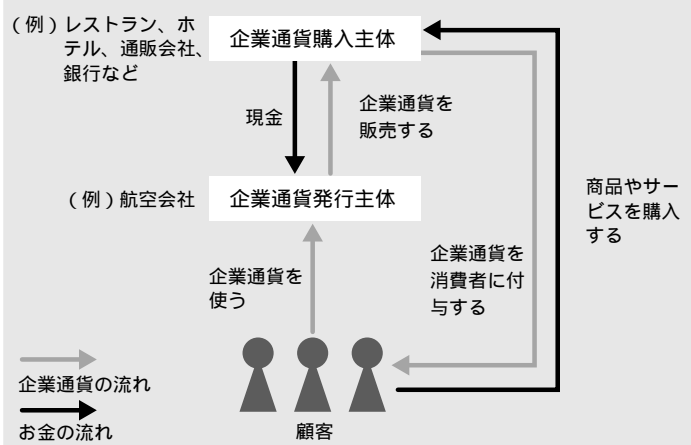 （例）レストラン、ホ
テル、通販会社、
銀行など
企業通貨購入主体
現金
企業通貨を
販売する
（例）航空会社
企業通貨発行主体
商品やサー
ビスを購入
する
企業通貨を
消費者に付
与する
企業通貨を
使う
企業通貨の流れ
お金の流れ
顧客